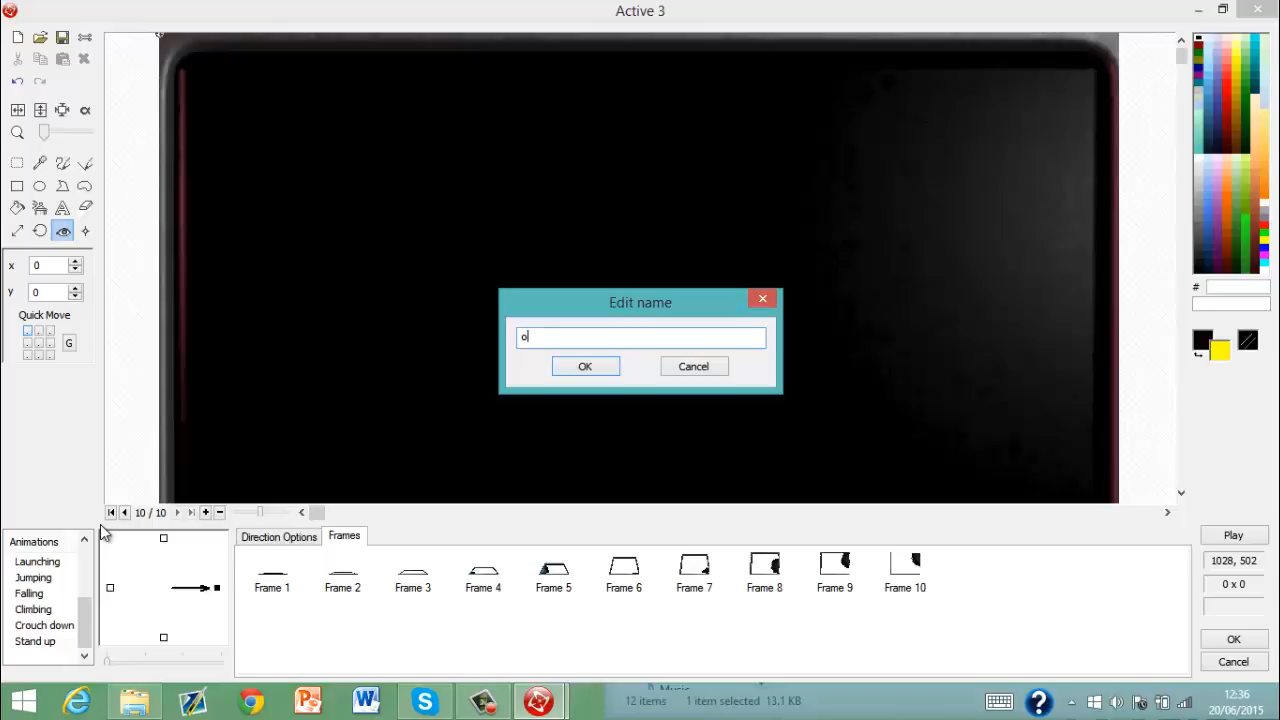 Active 3
Edit name
o
OK
Cancel
x 0
y 0
Quick Move
G
#
10 / 10
Animations
Launching
Jumping
Falling
Climbing
Crouch down
Stand up
Direction Options
Frames
Frame 1
Frame 2
Frame 3
Frame 4
Frame 5
Frame 6
Frame 7
Frame 8
Frame 9
Frame 10
Play
1028, 502
0 x 0
OK
Cancel
Music
12 items
1 item selected 13.1 KB
12:36
20/06/2015